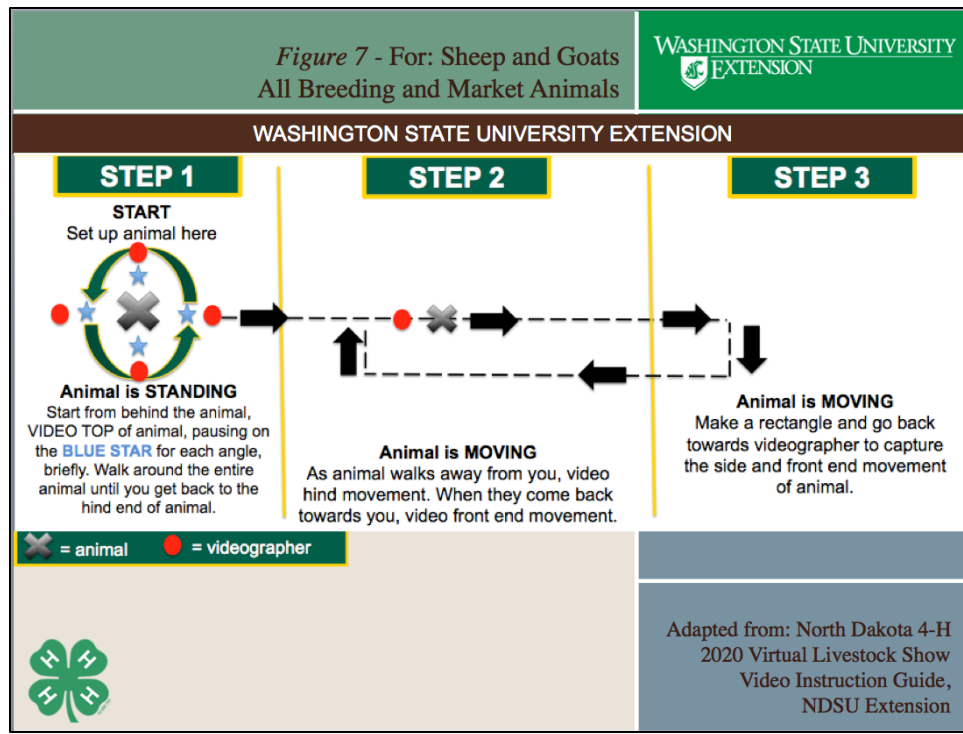 Figure 7 - For: Sheep and Goats
All Breeding and Market Animals
WASHINGTON STATE UNIVERSITY
EXTENSION
WASHINGTON STATE UNIVERSITY EXTENSION
STEP 1
START
Set up animal here
Animal is STANDING
Start from behind the animal,
VIDEO TOP of animal, pausing on
the BLUE STAR for each angle,
briefly. Walk around the entire
animal until you get back to the
hind end of animal.
STEP 2
Animal is MOVING
As animal walks away from you, video
hind movement. When they come back
towards you, video front end movement.
STEP 3
Animal is MOVING
Make a rectangle and go back
towards videographer to capture
the side and front end movement
of animal.
= animal = videographer
H H
H H
Adapted from: North Dakota 4-H
2020 Virtual Livestock Show
Video Instruction Guide,
NDSU Extension